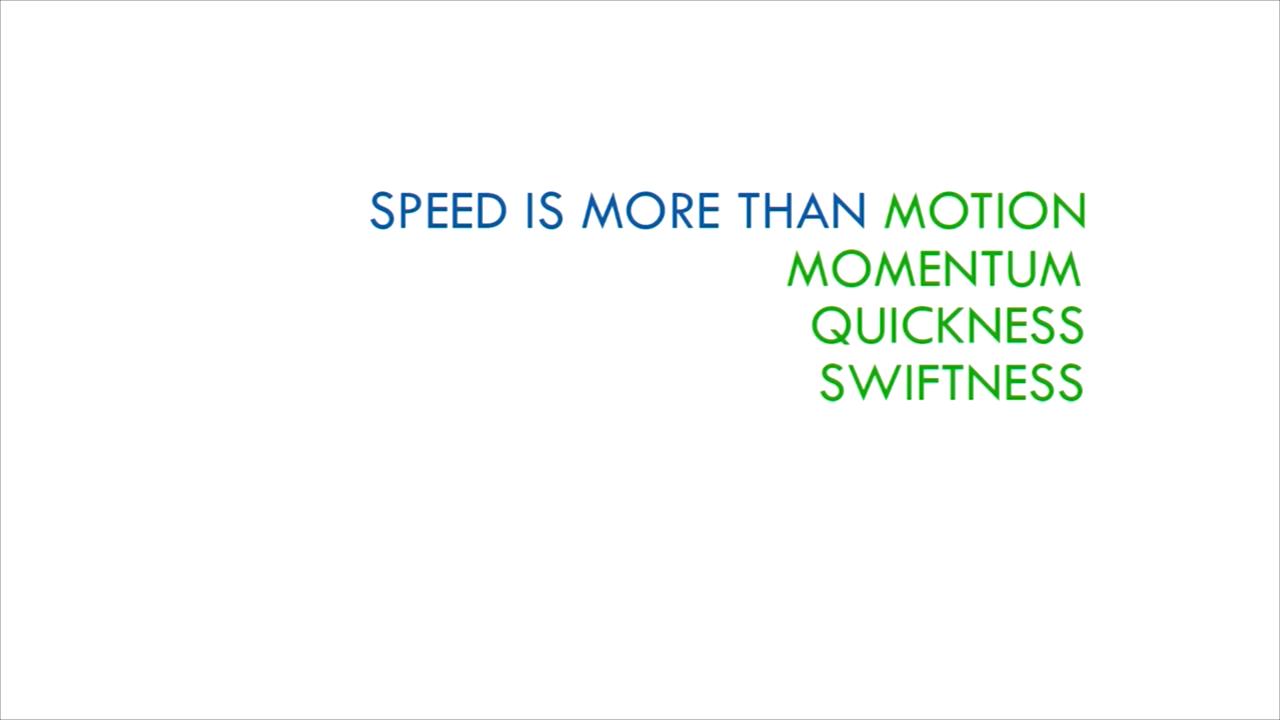 SPEED IS MORE THAN MOTION
MOMENTUM
QUICKNESS
SWIFTNESS